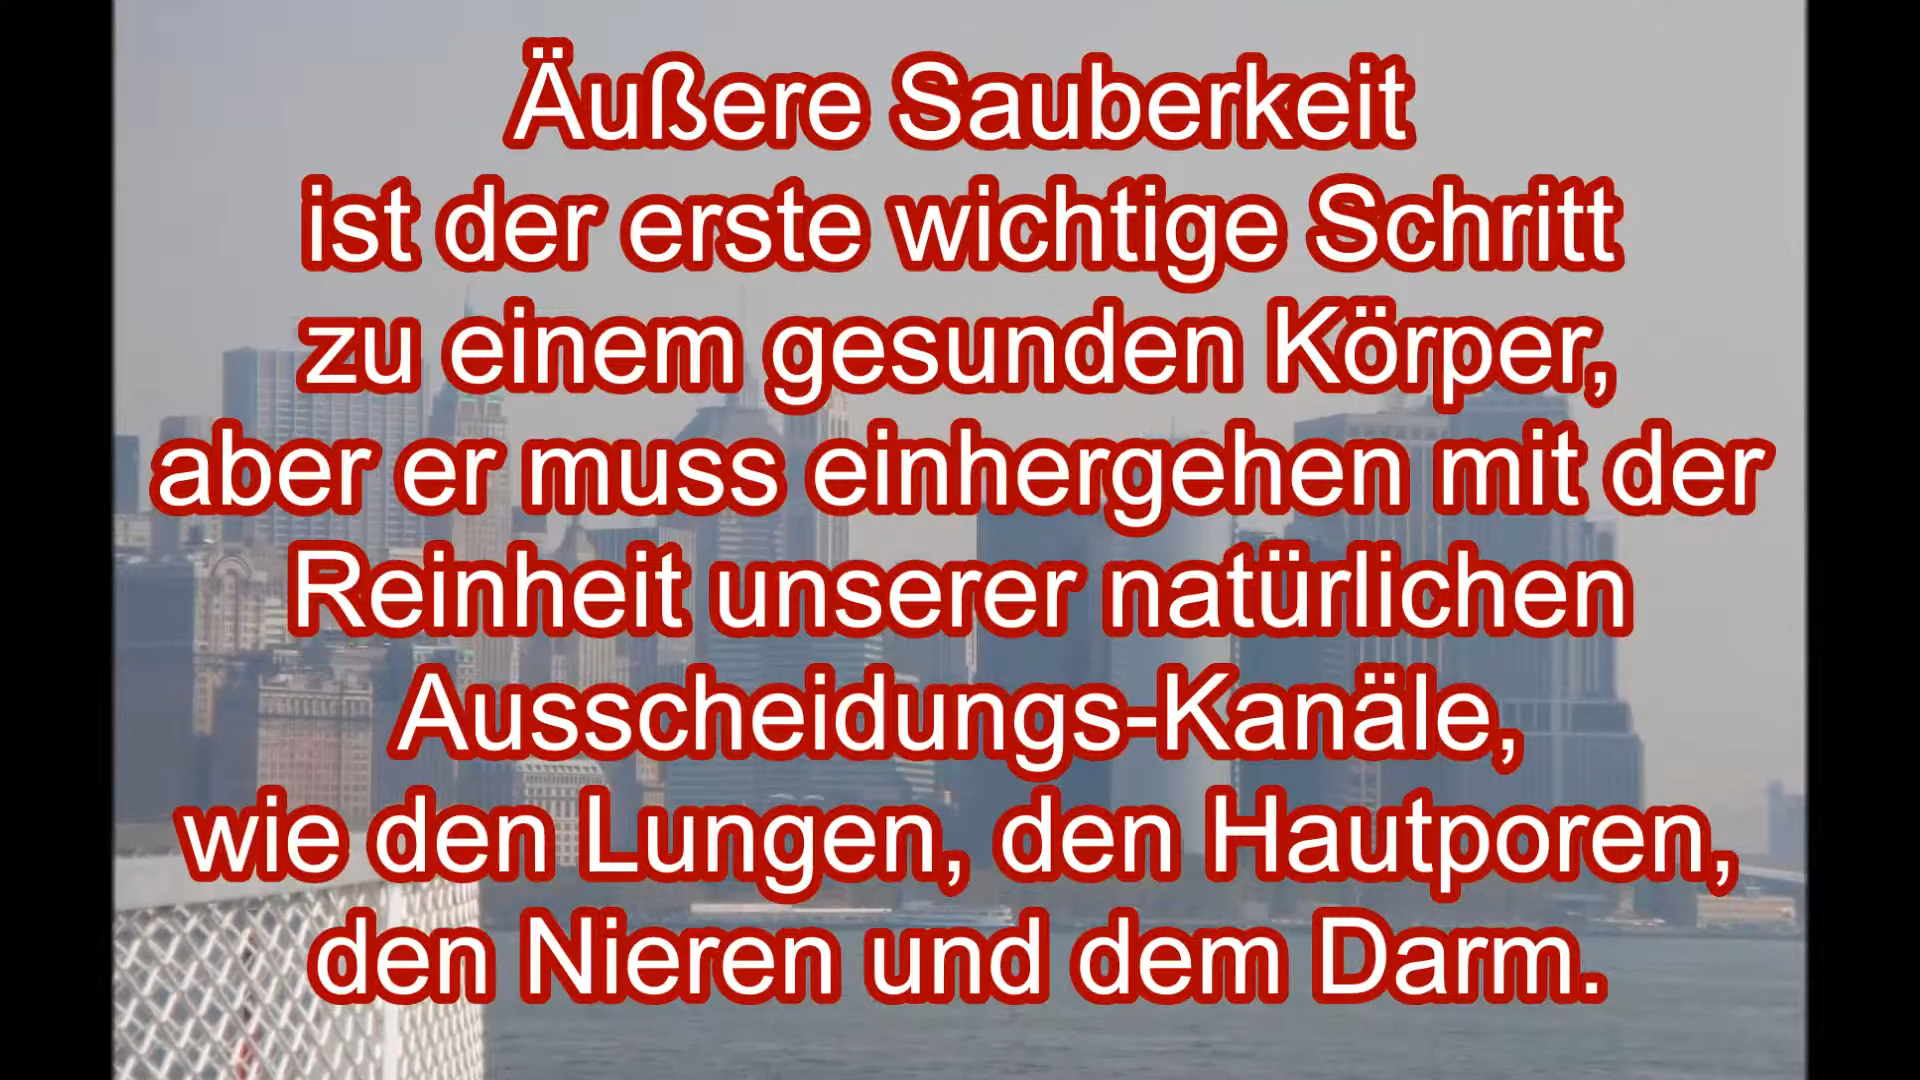 Äußere Sauberkeit
ist der erste wichtige Schritt
zu einem gesunden Körper,
aber er muss einhergehen mit der
Reinheit unserer natürlichen
Ausscheidungs-Kanäle,
wie den Lungen, den Hautporen,
den Nieren und dem Darm.